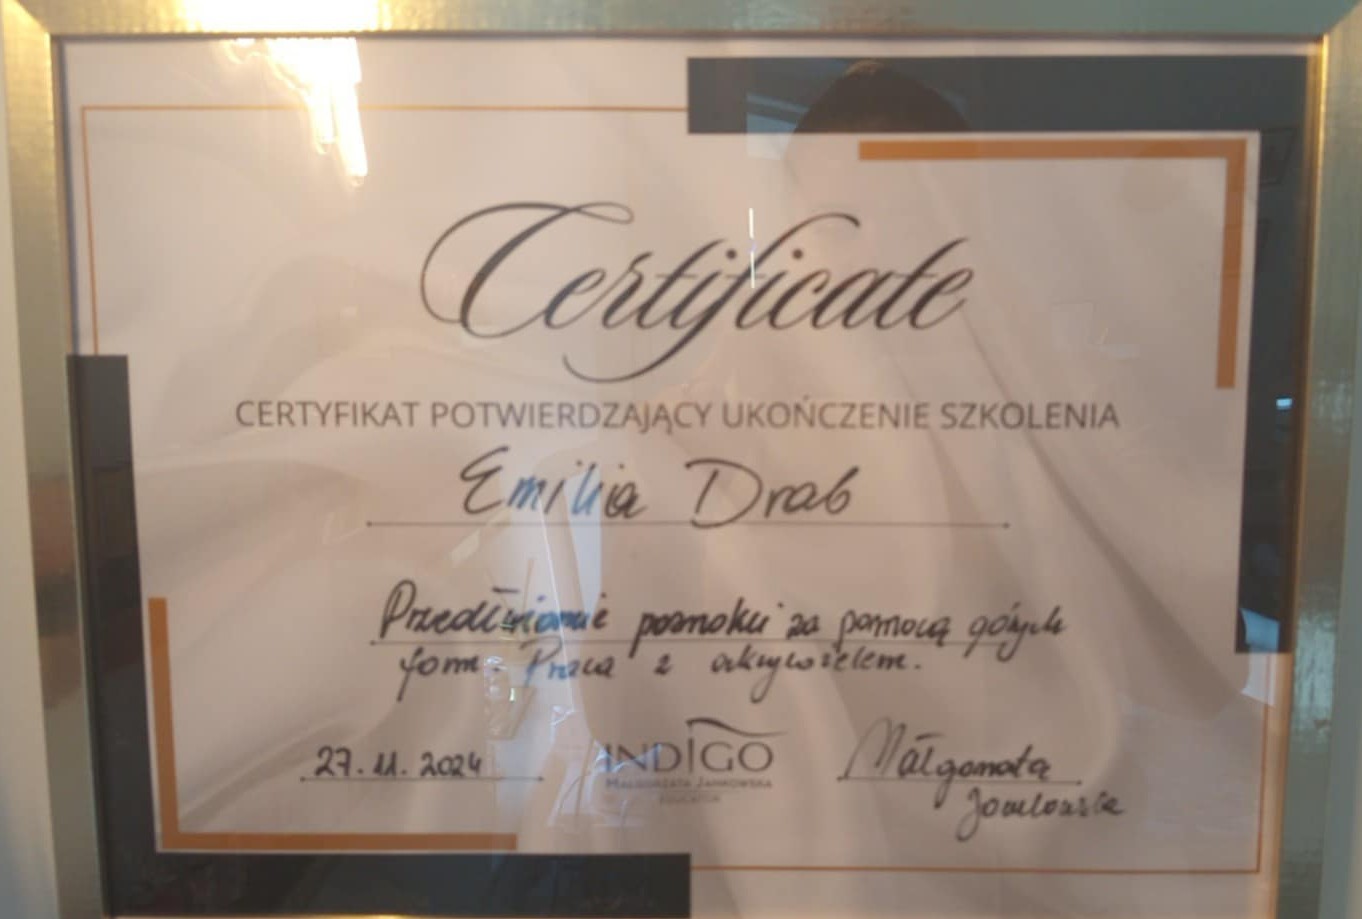 Certificate
CERTYFIKAT POTWIERDZAJĄCY UKOŃCZENIE SZKOLENIA
Emilia Drab
Przedłużanie paznokci za pomocą górnych
form. Praca z akrylożelem.
27.11.2024
INDIGO
MAŁGORZATA JANKOWSKA
EDUCATOR
Małgorzata
Jankowska